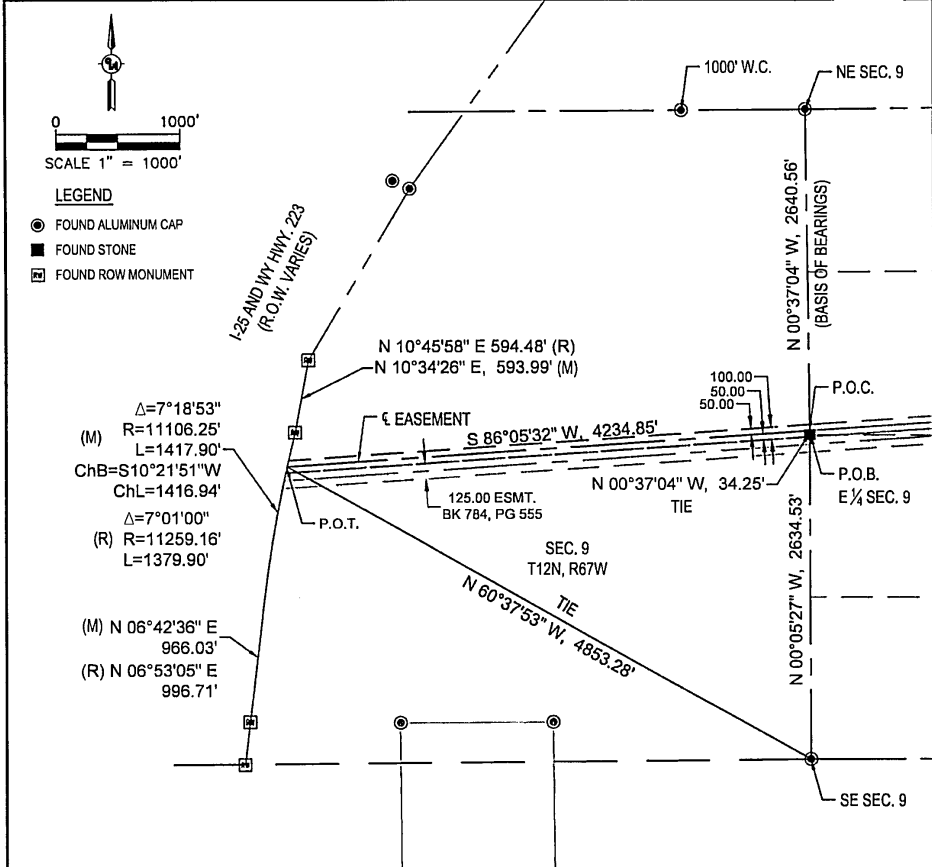 1000' W.C.
NE SEC. 9
0 1000'
SCALE 1" = 1000'
LEGEND
FOUND ALUMINUM CAP
FOUND STONE
FOUND ROW MONUMENT
I-25 AND WY HWY. 223
(R.O.W. VARIES)
N 00°37'04" W, 2640.56'
(BASIS OF BEARINGS)
N 10°45'58" E 594.48' (R)
N 10°34'26" E, 593.99' (M)
100.00
50.00
50.00
P.O.C.
℄ EASEMENT
S 86°05'32" W, 4234.85'
Δ=7°18'53"
(M) R=11106.25'
L=1417.90'
ChB=S10°21'51"W
ChL=1416.94'
Δ=7°01'00"
(R) R=11259.16'
L=1379.90'
N 00°37'04" W, 34.25'
TIE
P.O.B.
E 1/4 SEC. 9
125.00 ESMT.
BK 784, PG 555
P.O.T.
SEC. 9
T12N, R67W
TIE
N 60°37'53" W, 4853.28'
N 00°05'27" W, 2634.53'
(M) N 06°42'36" E
966.03'
(R) N 06°53'05" E
996.71'
SE SEC. 9